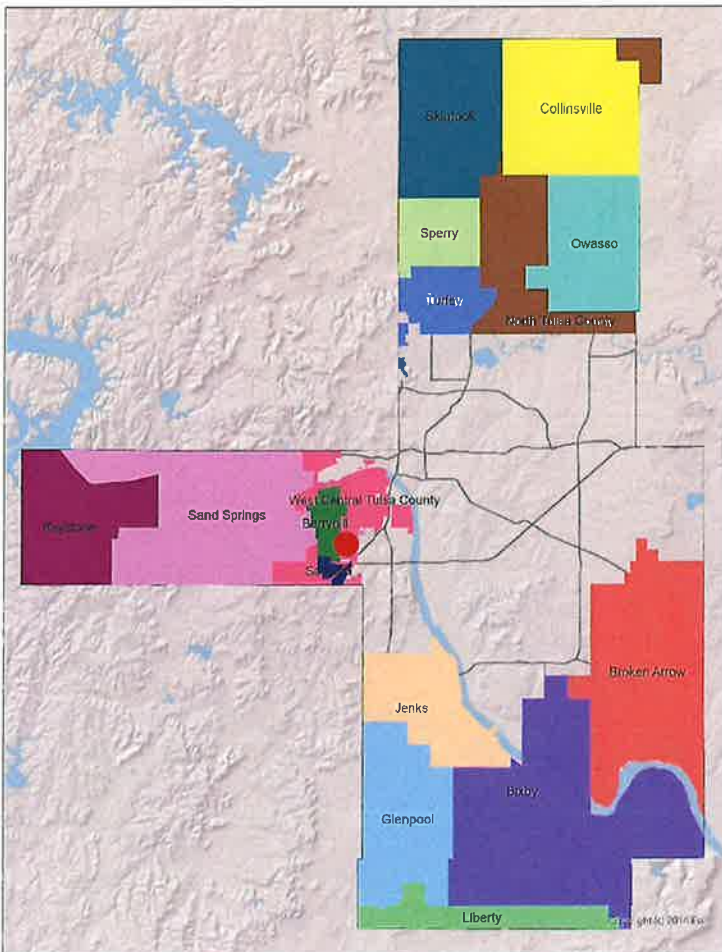 Skiatook
Collinsville
Sperry
Owasso
Turley
North Tulsa County
West Central Tulsa County
Keystone
Sand Springs
Berryhill
Broken Arrow
Jenks
Bixby
Glenpool
Liberty